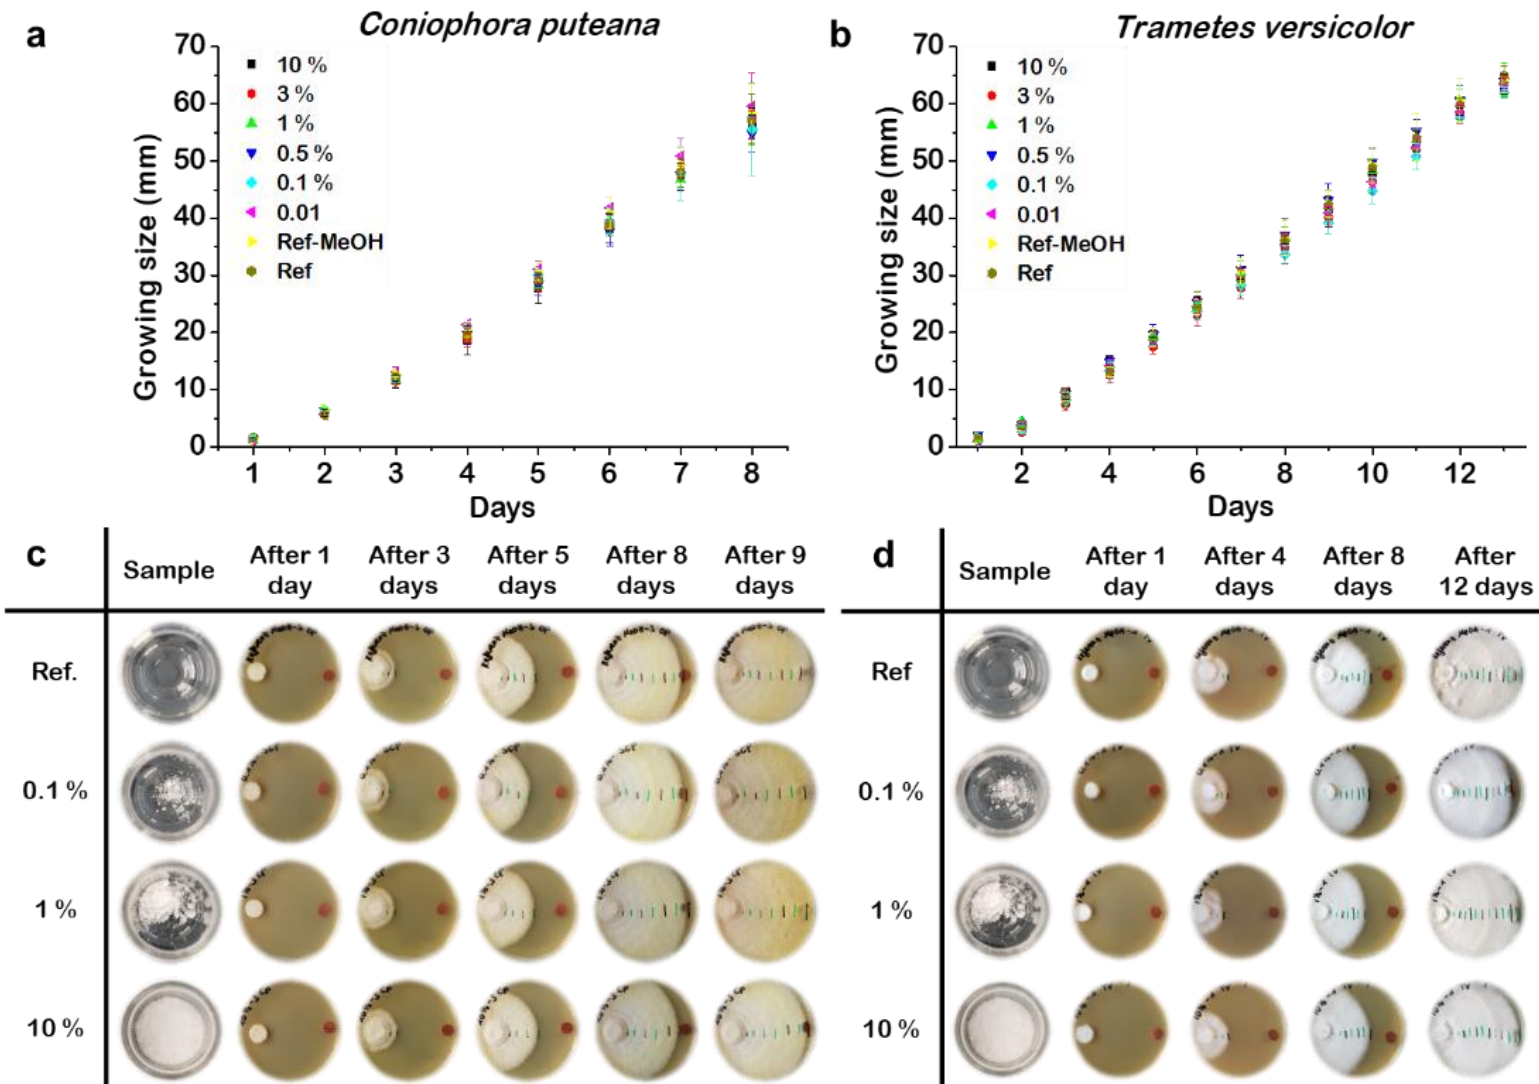 a
Coniophora puteana
70
60
50
40
30
20
10
0
Growing size (mm)
10 %
3 %
1 %
0.5 %
0.1 %
0.01
Ref-MeOH
Ref
1 2 3 4 5 6 7 8
Days
b
Trametes versicolor
70
60
50
40
30
20
10
0
Growing size (mm)
10 %
3 %
1 %
0.5 %
0.1 %
0.01
Ref-MeOH
Ref
2 4 6 8 10 12
Days
c
Sample
After 1 day
After 3 days
After 5 days
After 8 days
After 9 days
Ref.
0.1 %
1 %
10 %
d
Sample
After 1 day
After 4 days
After 8 days
After 12 days
Ref
0.1 %
1 %
10 %